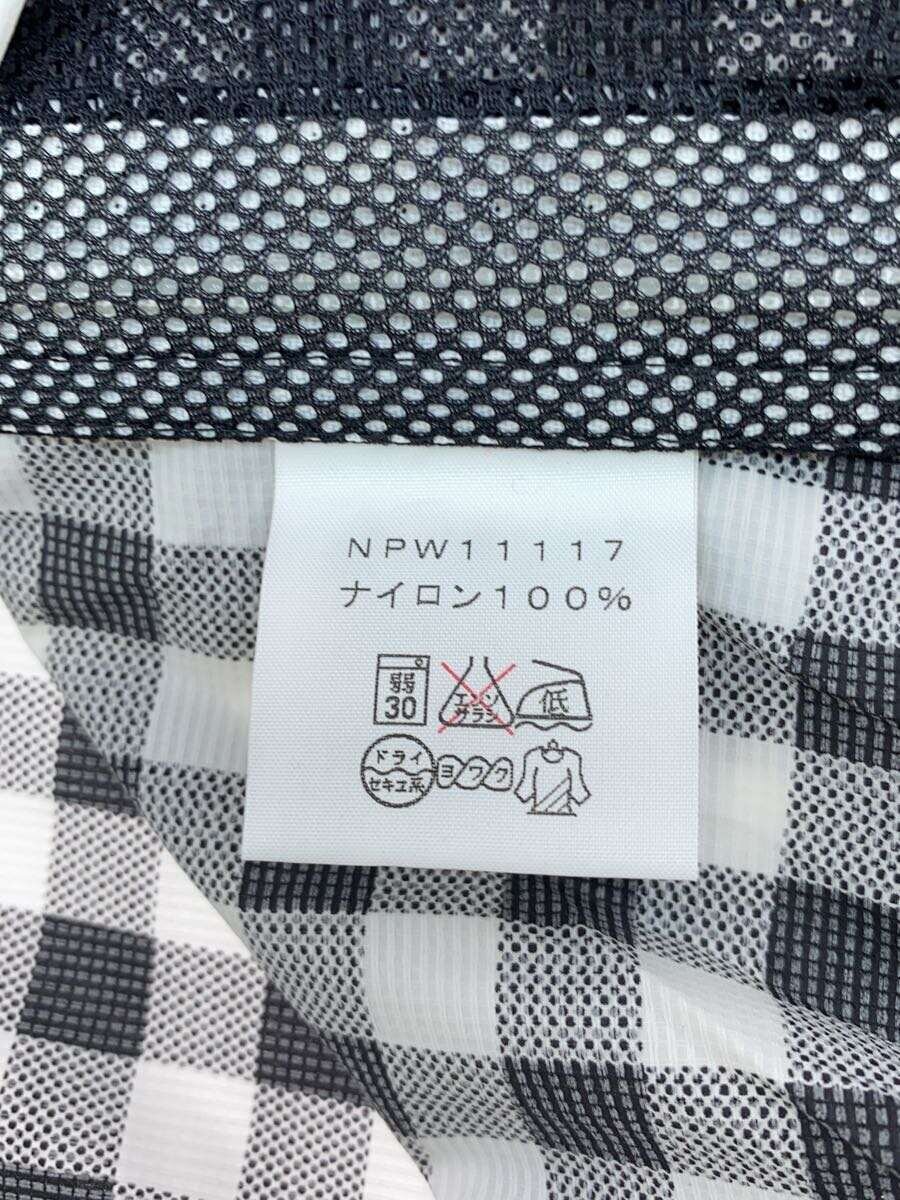 NPW11117
ナイロン100%
弱
30
エンソ
サラシ
低
ドライ
セキユ系
ヨワク